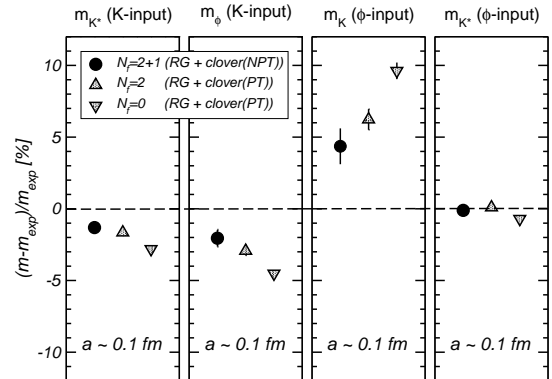 m_K* (K-input) m_ϕ (K-input) m_K (ϕ-input) m_K* (ϕ-input)
N_f=2+1 (RG + clover(NPT))
N_f=2 (RG + clover(PT))
N_f=0 (RG + clover(PT))
10
5
0
-5
-10
(m-m_exp)/m_exp [%]
a ~ 0.1 fm a ~ 0.1 fm a ~ 0.1 fm a ~ 0.1 fm